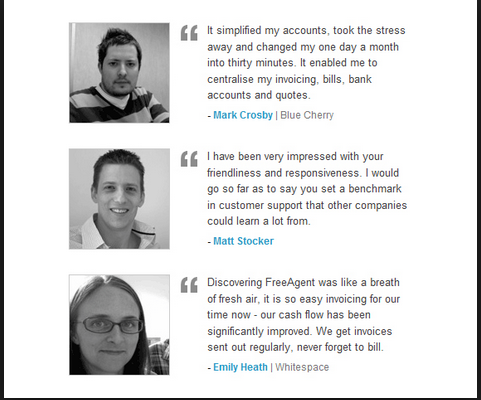 It simplified my accounts, took the stress
away and changed my one day a month
into thirty minutes. It enabled me to
centralise my invoicing, bills, bank
accounts and quotes.
- Mark Crosby | Blue Cherry
I have been very impressed with your
friendliness and responsiveness. I would
go so far as to say you set a benchmark
in customer support that other companies
could learn a lot from.
- Matt Stocker
Discovering FreeAgent was like a breath
of fresh air, it is so easy invoicing for our
time now - our cash flow has been
significantly improved. We get invoices
sent out regularly, never forget to bill.
- Emily Heath | Whitespace